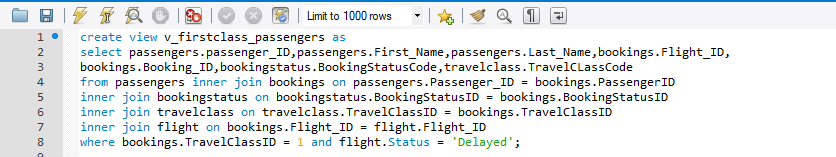 Limit to 1000 rows
1 create view v_firstclass_passengers as
2 select passengers.passenger_ID,passengers.First_Name,passengers.Last_Name,bookings.Flight_ID,
3 bookings.Booking_ID,bookingstatus.BookingStatusCode,travelclass.TravelCLassCode
4 from passengers inner join bookings on passengers.Passenger_ID = bookings.PassengerID
5 inner join bookingstatus on bookingstatus.BookingStatusID = bookings.BookingStatusID
6 inner join travelclass on travelclass.TravelClassID = bookings.TravelClassID
7 inner join flight on bookings.Flight_ID = flight.Flight_ID
8 where bookings.TravelClassID = 1 and flight.Status = 'Delayed';